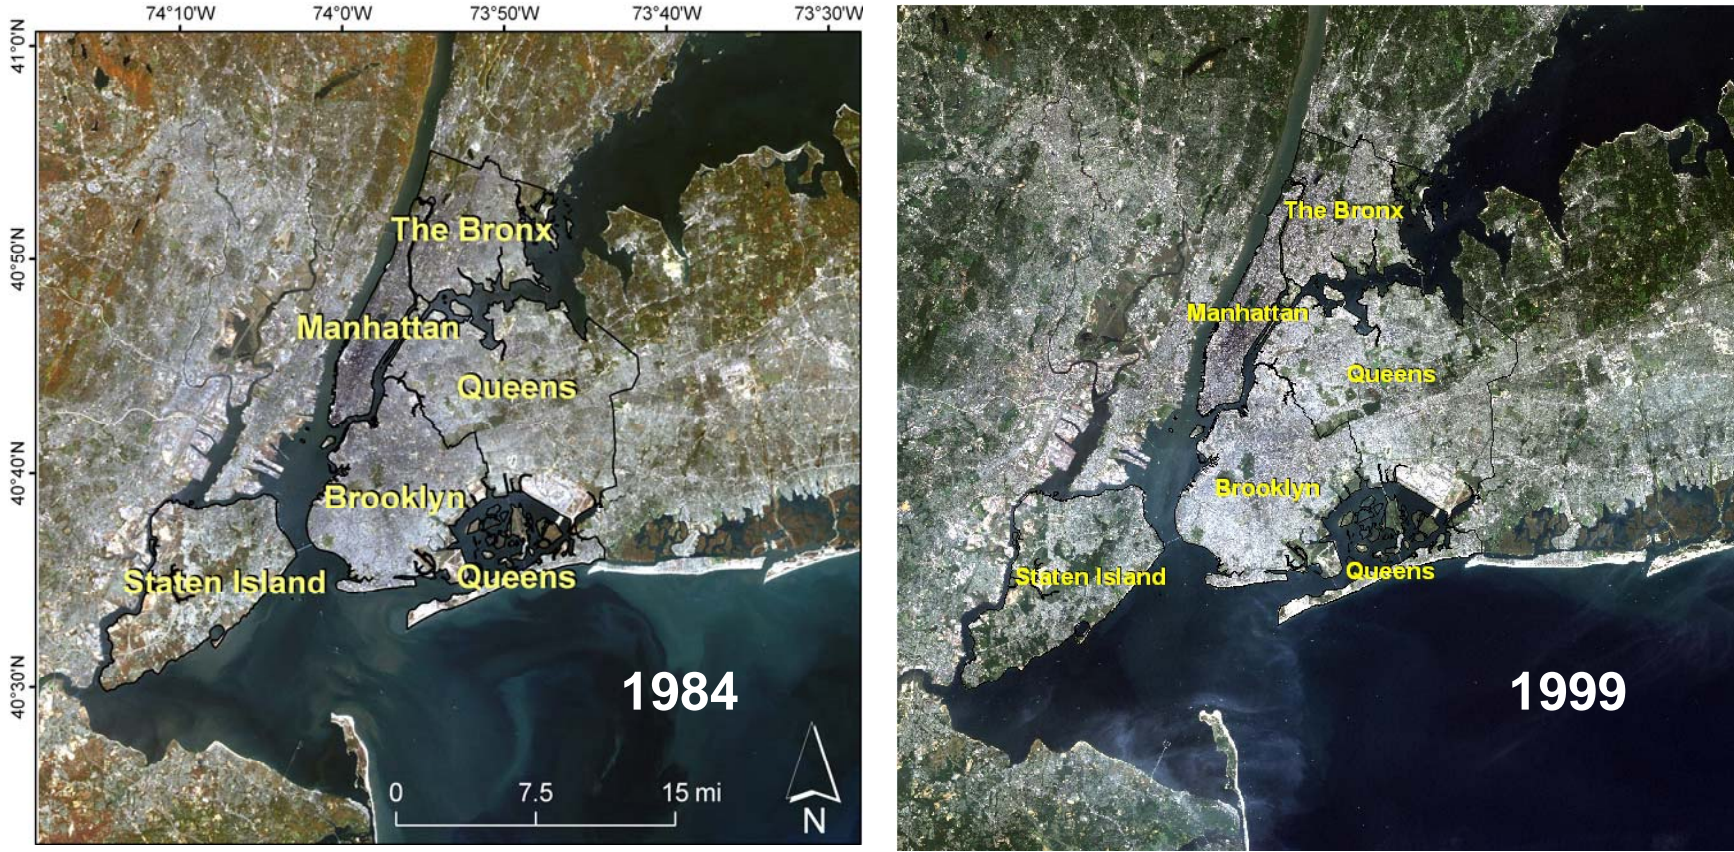 74°10'W 74°0'W 73°50'W 73°40'W 73°30'W
41°0'N
40°50'N
40°40'N
40°30'N
The Bronx
Manhattan
Queens
Brooklyn
Staten Island
Queens
1984
0 7.5 15 mi
N
The Bronx
Manhattan
Queens
Brooklyn
Staten Island
Queens
1999